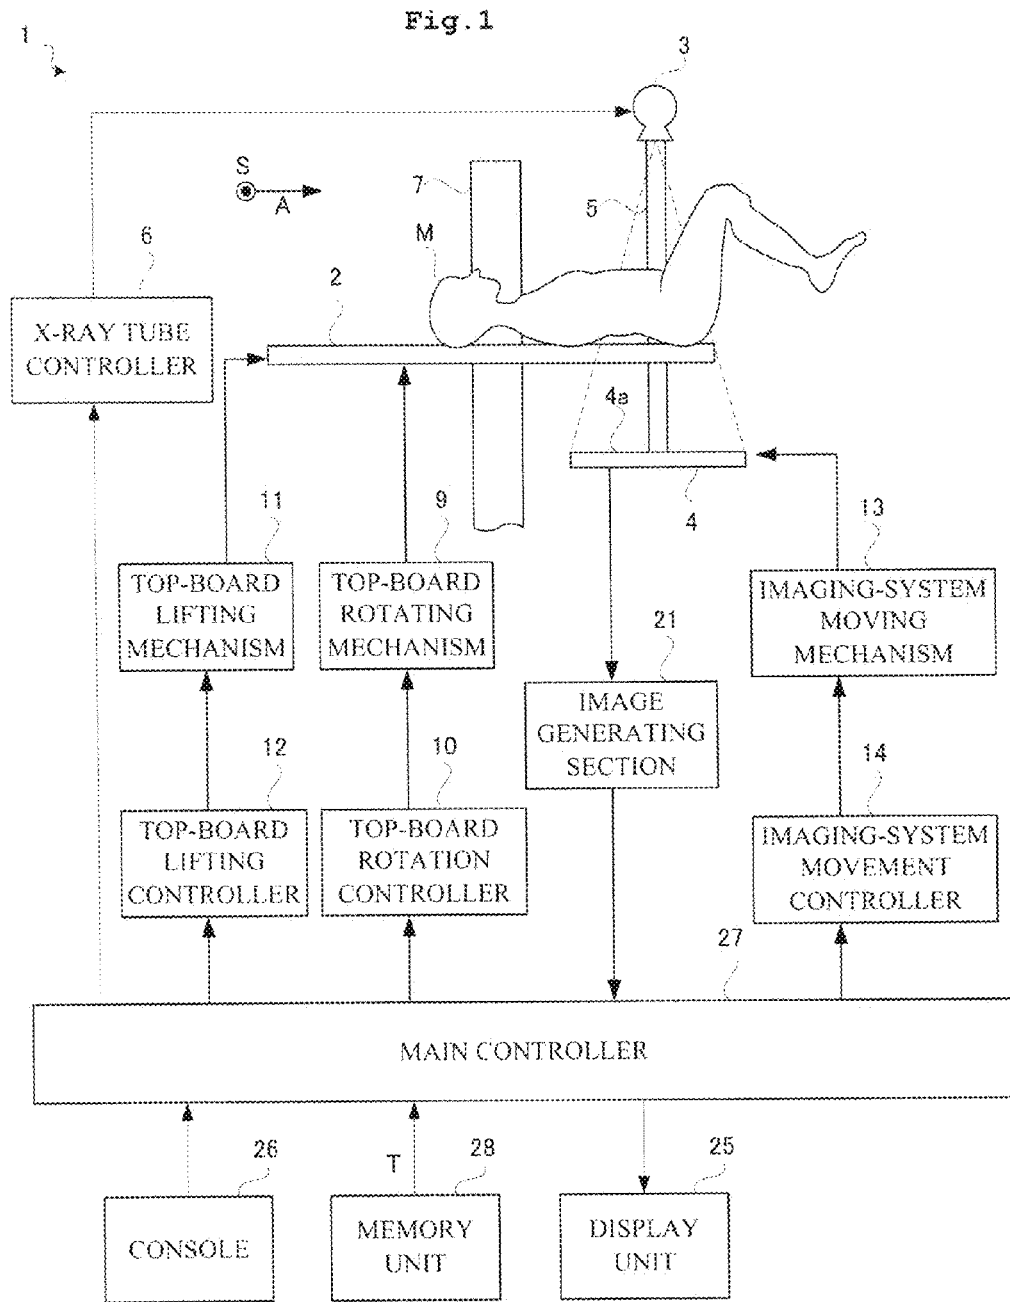 Fig.1
1
3
S
A
7
5
M
6
2
X-RAY TUBE
CONTROLLER
4a
4
11
9
13
TOP-BOARD
LIFTING
MECHANISM
TOP-BOARD
ROTATING
MECHANISM
IMAGING-SYSTEM
MOVING
MECHANISM
21
IMAGE
GENERATING
SECTION
12
10
14
TOP-BOARD
LIFTING
CONTROLLER
TOP-BOARD
ROTATION
CONTROLLER
IMAGING-SYSTEM
MOVEMENT
CONTROLLER
27
MAIN CONTROLLER
26
T
28
25
CONSOLE
MEMORY
UNIT
DISPLAY
UNIT